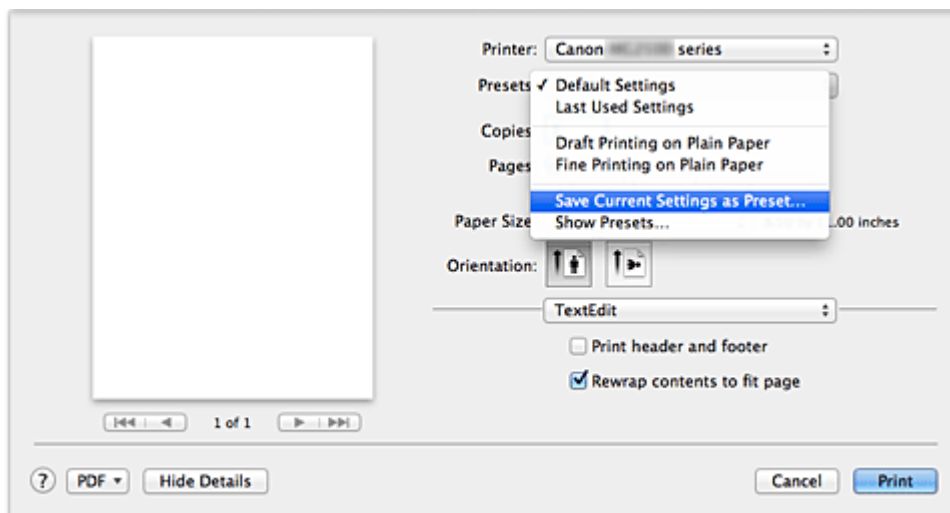 Printer: Canon series
Presets ✓ Default Settings
Last Used Settings
Copies
Draft Printing on Plain Paper
Pages Fine Printing on Plain Paper
Save Current Settings as Preset...
Paper Size Show Presets... .00 inches
Orientation:
TextEdit
Print header and footer
Rewrap contents to fit page
1 of 1
? PDF Hide Details Cancel Print